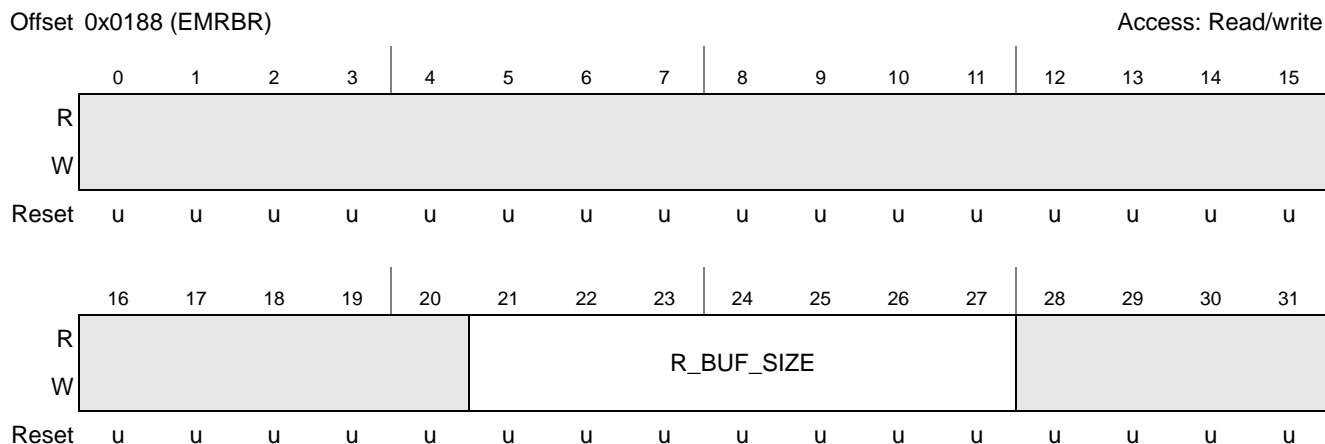 Offset 0x0188 (EMRBR) Access: Read/write
0 1 2 3 4 5 6 7 8 9 10 11 12 13 14 15
R
W
Reset u u u u u u u u u u u u u u u u
16 17 18 19 20 21 22 23 24 25 26 27 28 29 30 31
R
R_BUF_SIZE
W
Reset u u u u u u u u u u u u u u u u